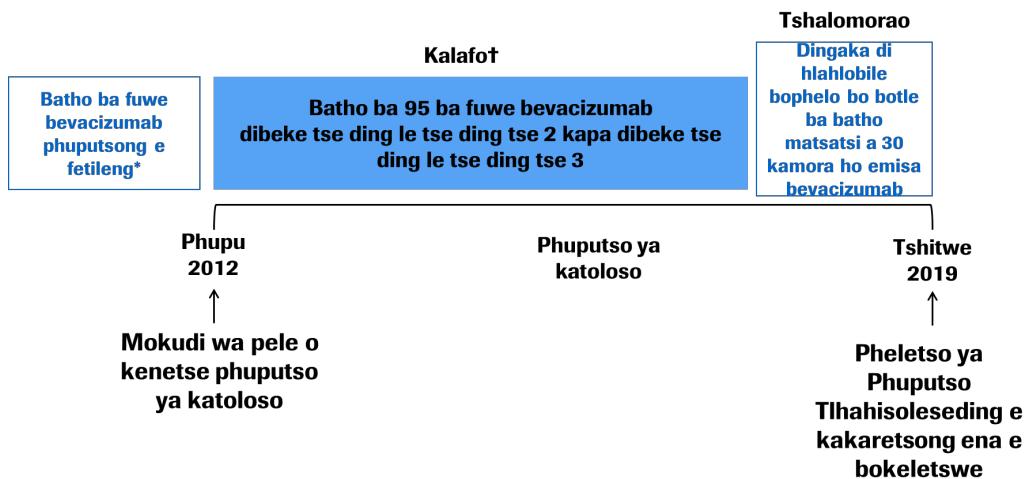 Tshalomorao
Kalafo†
Batho ba fuwe
bevacizumab
phuputsong e
fetileng*
Batho ba 95 ba fuwe bevacizumab
dibeke tse ding le tse ding tse 2 kapa dibeke tse
ding le tse ding tse 3
Dingaka di
hlahlobile
bophelo bo botle
ba batho
matsatsi a 30
kamora ho emisa
bevacizumab
Phupu
2012
Phuputso ya
katoloso
Tshitwe
2019
Mokudi wa pele o
kenetse phuputso
ya katoloso
Pheletso ya
Phuputso
Tlhahisoleseding e
kakaretsong ena e
bokeletswe